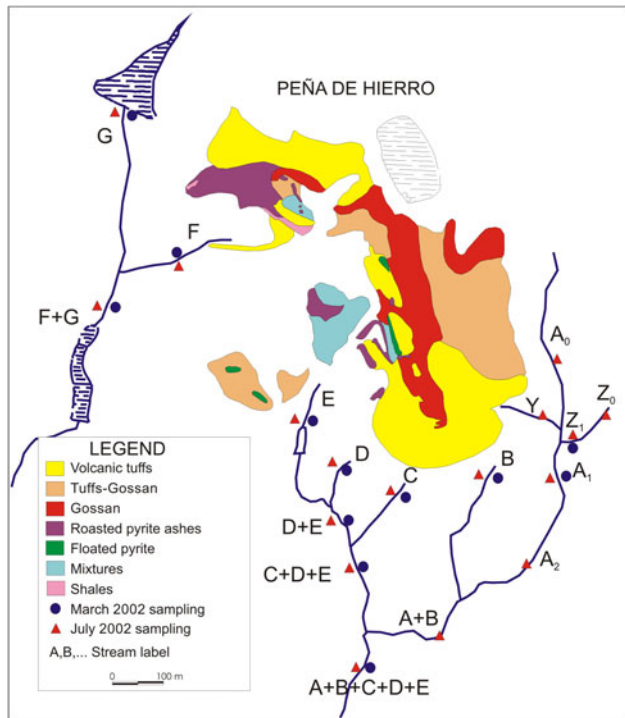 PEÑA DE HIERRO
G
F
F+G
A₀
E
Y
Z₁
Z₀
D
C
B
A₁
D+E
C+D+E
A₂
A+B
A+B+C+D+E
LEGEND
Volcanic tuffs
Tuffs-Gossan
Gossan
Roasted pyrite ashes
Floated pyrite
Mixtures
Shales
March 2002 sampling
July 2002 sampling
A,B,... Stream label
0 100 m